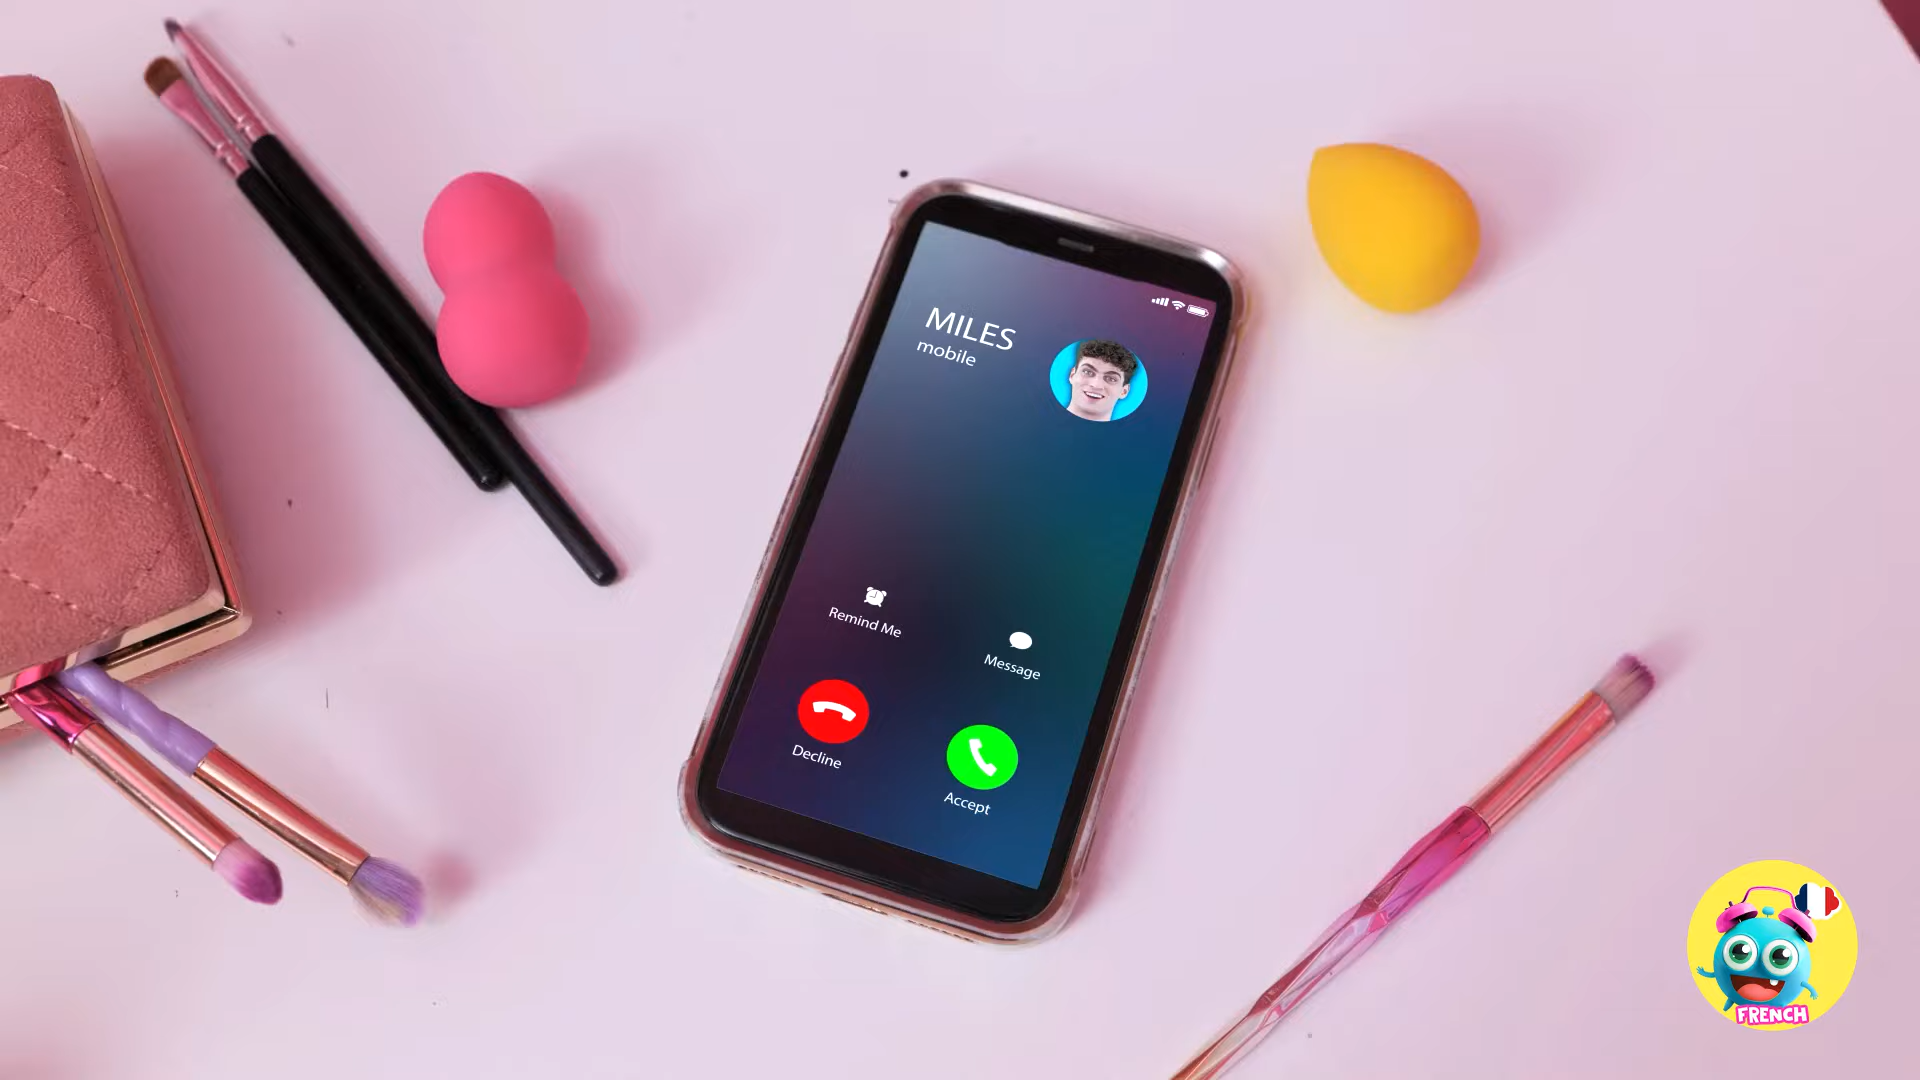 MILES
mobile
Remind Me
Message
Decline
Accept
FRENCH